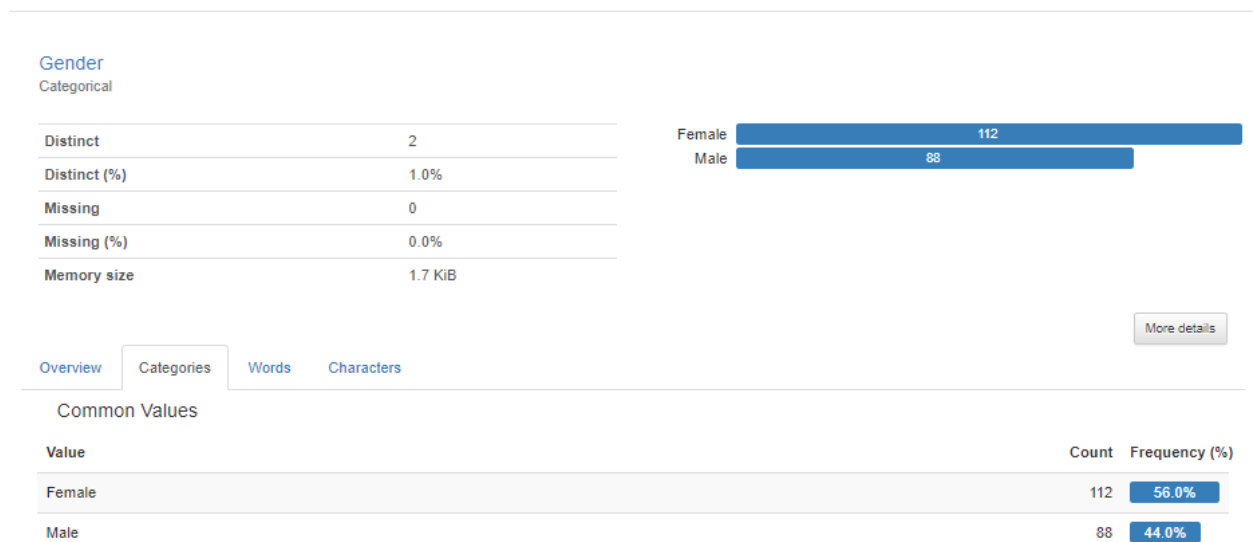 Gender
Categorical
Distinct 2
Distinct (%) 1.0%
Missing 0
Missing (%) 0.0%
Memory size 1.7 KiB
Female 112
Male 88
More details
Overview Categories Words Characters
Common Values
Value Count Frequency (%)
Female 112 56.0%
Male 88 44.0%